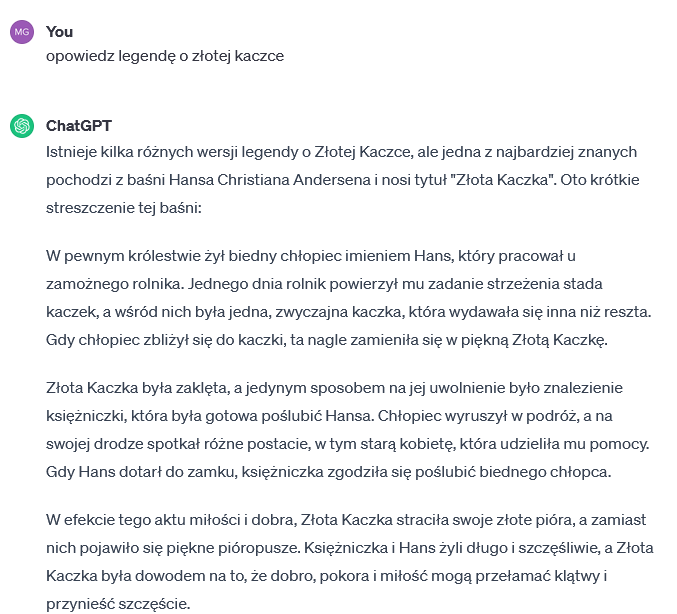 MG
You
opowiedz legendę o złotej kaczce
ChatGPT
Istnieje kilka różnych wersji legendy o Złotej Kaczce, ale jedna z najbardziej znanych
pochodzi z baśni Hansa Christiana Andersena i nosi tytuł "Złota Kaczka". Oto krótkie
streszczenie tej baśni:
W pewnym królestwie żył biedny chłopiec imieniem Hans, który pracował u
zamożnego rolnika. Jednego dnia rolnik powierzył mu zadanie strzeżenia stada
kaczek, a wśród nich była jedna, zwyczajna kaczka, która wydawała się inna niż reszta.
Gdy chłopiec zbliżył się do kaczki, ta nagle zamieniła się w piękną Złotą Kaczkę.
Złota Kaczka była zaklęta, a jedynym sposobem na jej uwolnienie było znalezienie
księżniczki, która była gotowa poślubić Hansa. Chłopiec wyruszył w podróż, a na
swojej drodze spotkał różne postacie, w tym starą kobietę, która udzieliła mu pomocy.
Gdy Hans dotarł do zamku, księżniczka zgodziła się poślubić biednego chłopca.
W efekcie tego aktu miłości i dobra, Złota Kaczka straciła swoje złote pióra, a zamiast
nich pojawiło się piękne pióropusze. Księżniczka i Hans żyli długo i szczęśliwie, a Złota
Kaczka była dowodem na to, że dobro, pokora i miłość mogą przełamać klątwy i
przynieść szczęście.